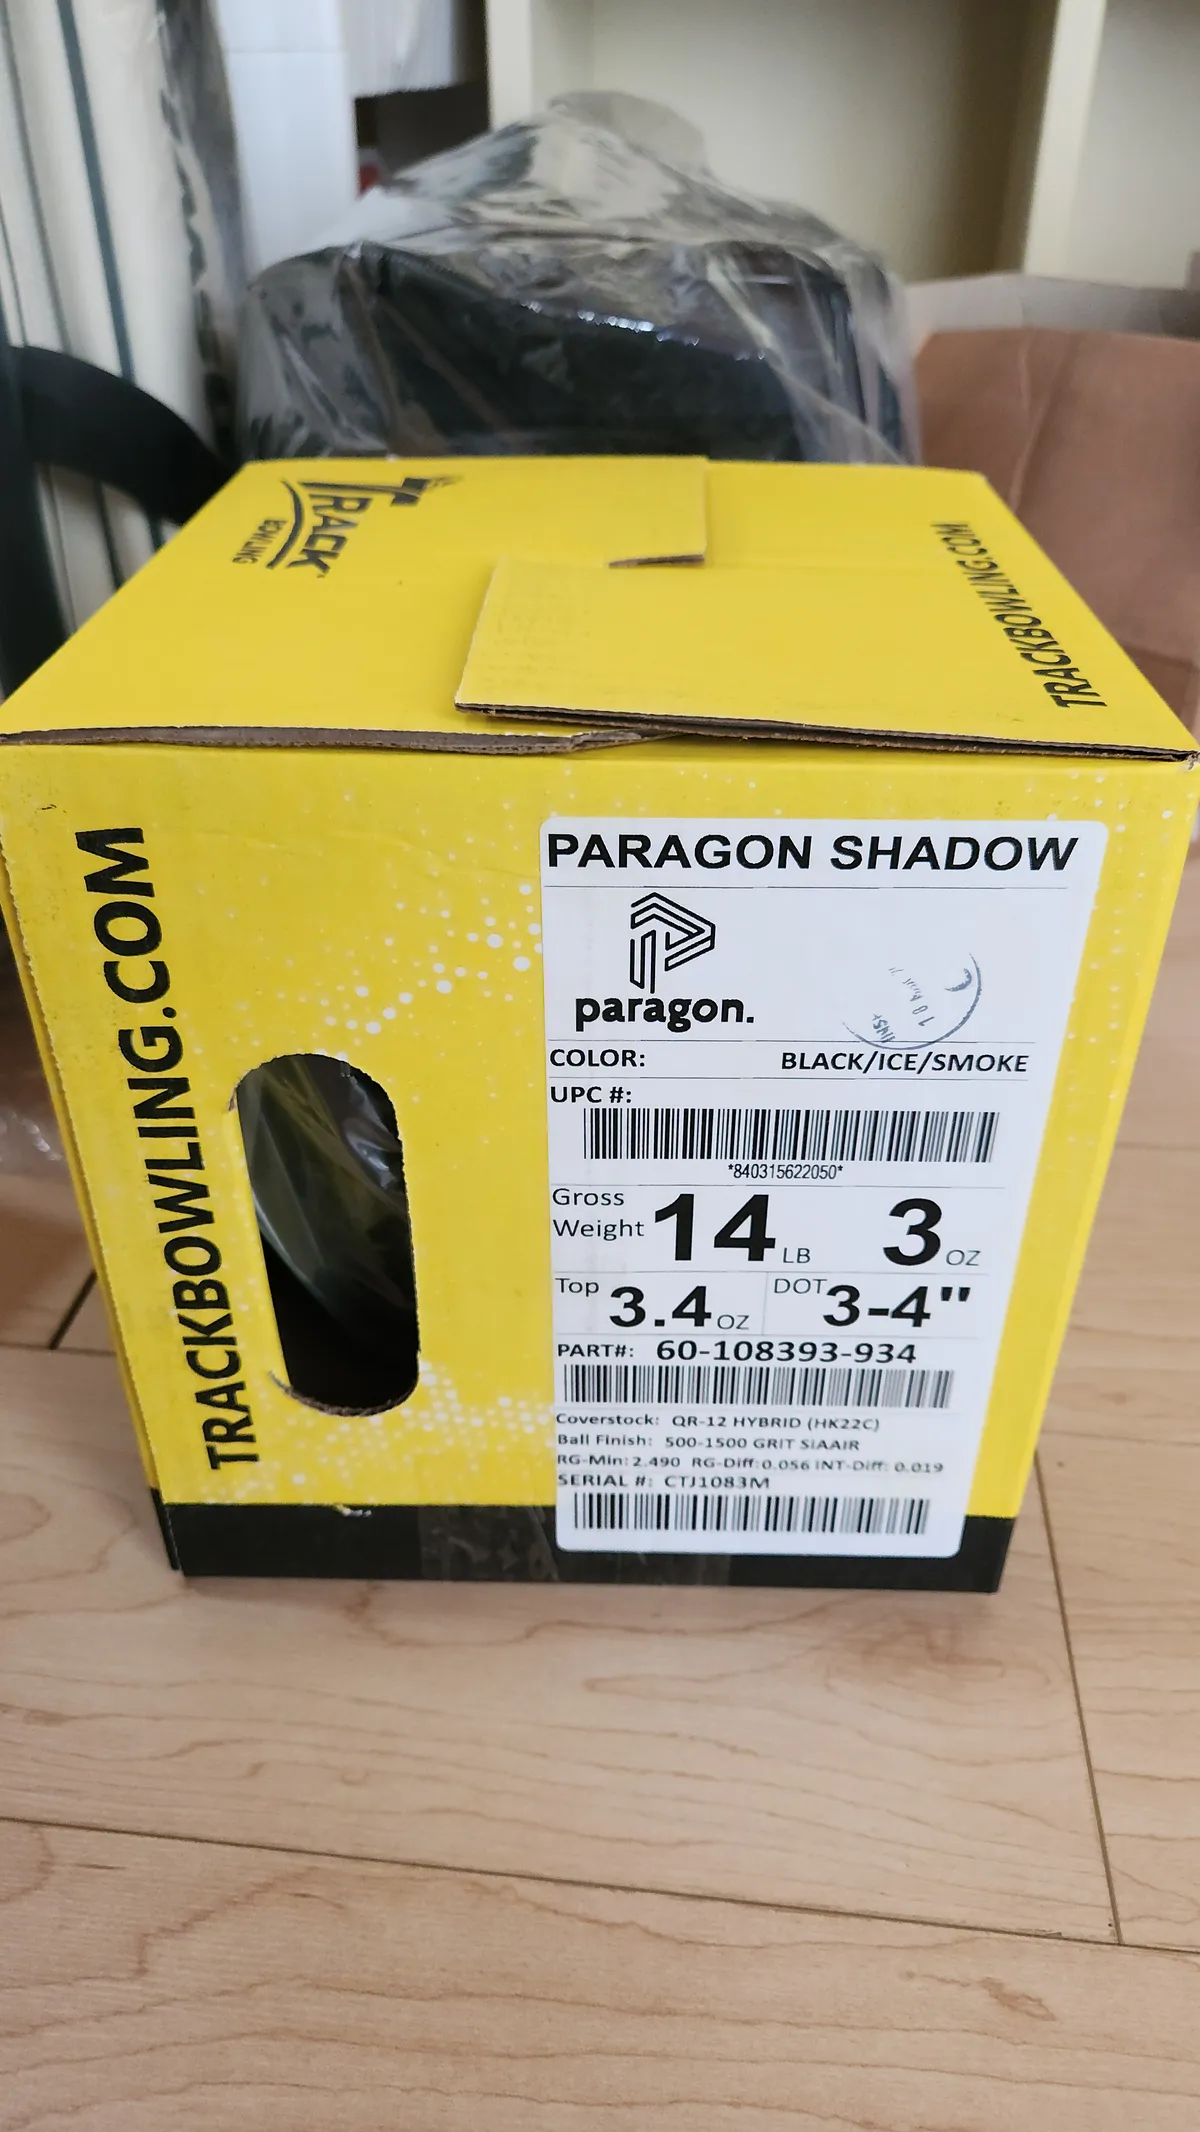 TRACK
BOWLING
TRACKBOWLING.COM
TRACKBOWLING.COM
PARAGON SHADOW
paragon.
COLOR: BLACK/ICE/SMOKE
UPC #:
*840315622050*
Gross Weight 14 LB 3 OZ
Top 3.4 OZ DOT 3-4"
PART#: 60-108393-934
Coverstock: QR-12 HYBRID (HK22C)
Ball Finish: 500-1500 GRIT SIAAIR
RG-Min: 2.490 RG-Diff: 0.056 INT-Diff: 0.019
SERIAL #: CTJ1083M